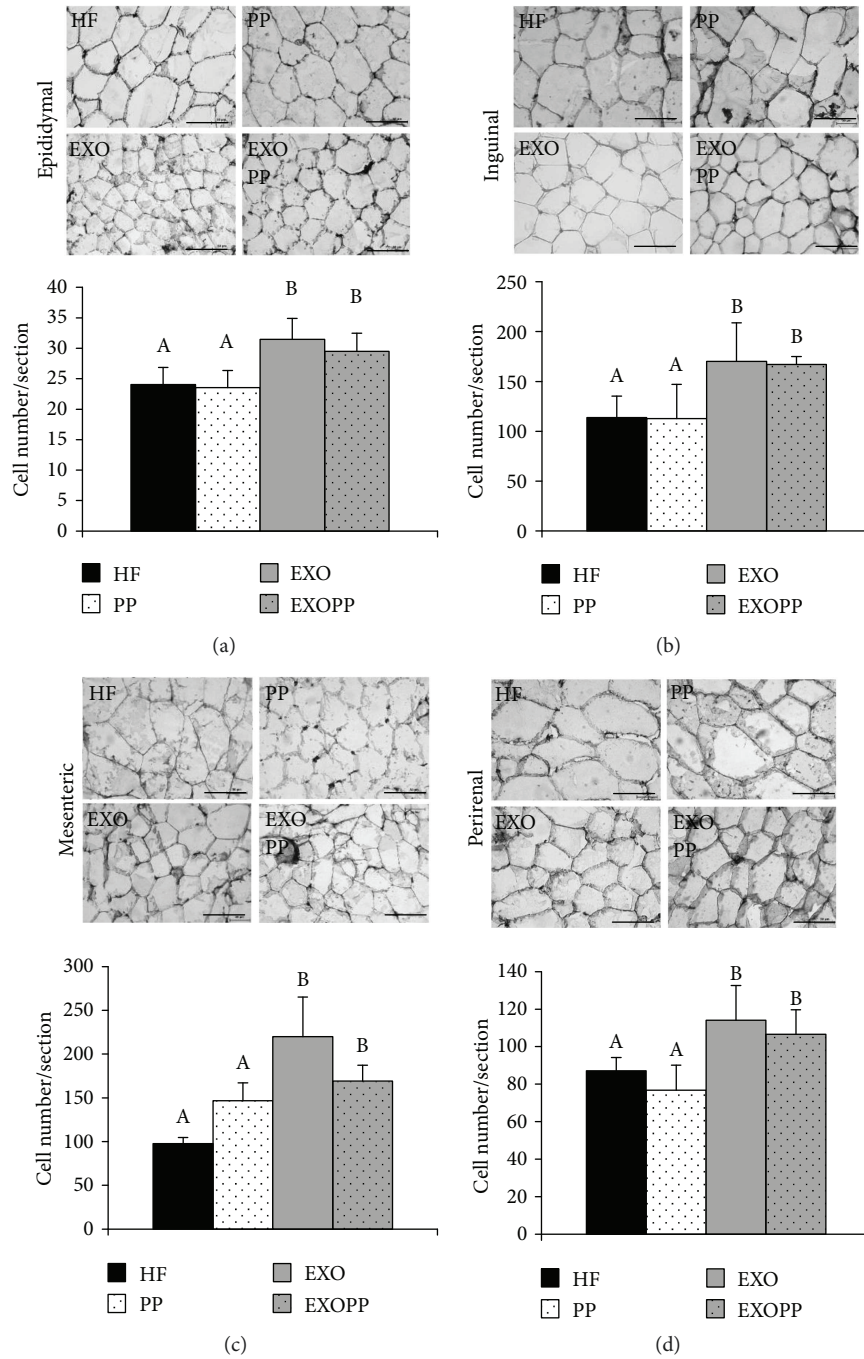 HF
PP
Epididymal
EXO
EXO
PP
Cell number/section
40
35
30
25
20
15
10
5
0
A
A
B
B
HF
EXO
PP
EXOPP
(a)
HF
PP
Inguinal
EXO
EXO
PP
Cell number/section
250
200
150
100
50
0
A
A
B
B
HF
EXO
PP
EXOPP
(b)
HF
PP
Mesenteric
EXO
EXO
PP
Cell number/section
300
250
200
150
100
50
0
A
A
B
B
HF
EXO
PP
EXOPP
(c)
HF
PP
Perirenal
EXO
EXO
PP
Cell number/section
140
120
100
80
60
40
20
0
A
A
B
B
HF
EXO
PP
EXOPP
(d)